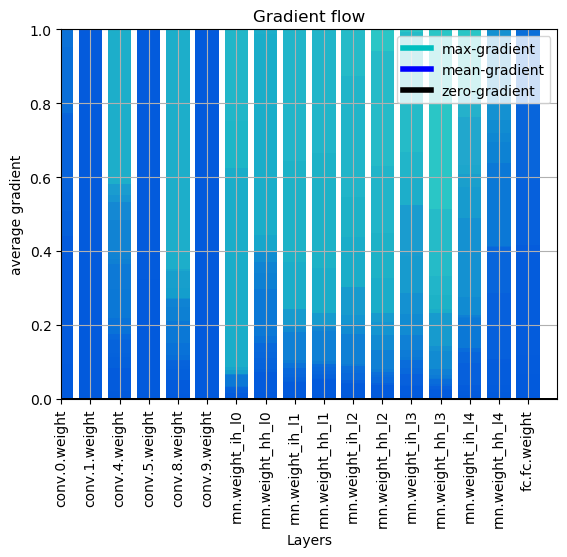 Gradient flow
max-gradient
mean-gradient
zero-gradient
average gradient
1.0
0.8
0.6
0.4
0.2
0.0
conv.0.weight
conv.1.weight
conv.4.weight
conv.5.weight
conv.8.weight
conv.9.weight
rnn.weight_ih_l0
rnn.weight_hh_l0
rnn.weight_ih_l1
rnn.weight_hh_l1
rnn.weight_ih_l2
rnn.weight_hh_l2
rnn.weight_ih_l3
rnn.weight_hh_l3
rnn.weight_ih_l4
rnn.weight_hh_l4
fc.fc.weight
Layers